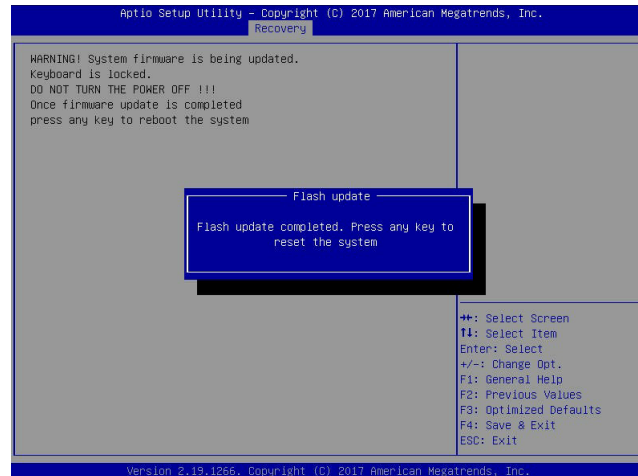 Aptio Setup Utility – Copyright (C) 2017 American Megatrends, Inc.
Recovery
WARNING! System firmware is being updated.
Keyboard is locked.
DO NOT TURN THE POWER OFF !!!
Once firmware update is completed
press any key to reboot the system
Flash update
Flash update completed. Press any key to
reset the system
→←: Select Screen
↑↓: Select Item
Enter: Select
+/-: Change Opt.
F1: General Help
F2: Previous Values
F3: Optimized Defaults
F4: Save & Exit
ESC: Exit
Version 2.19.1266. Copyright (C) 2017 American Megatrends, Inc.